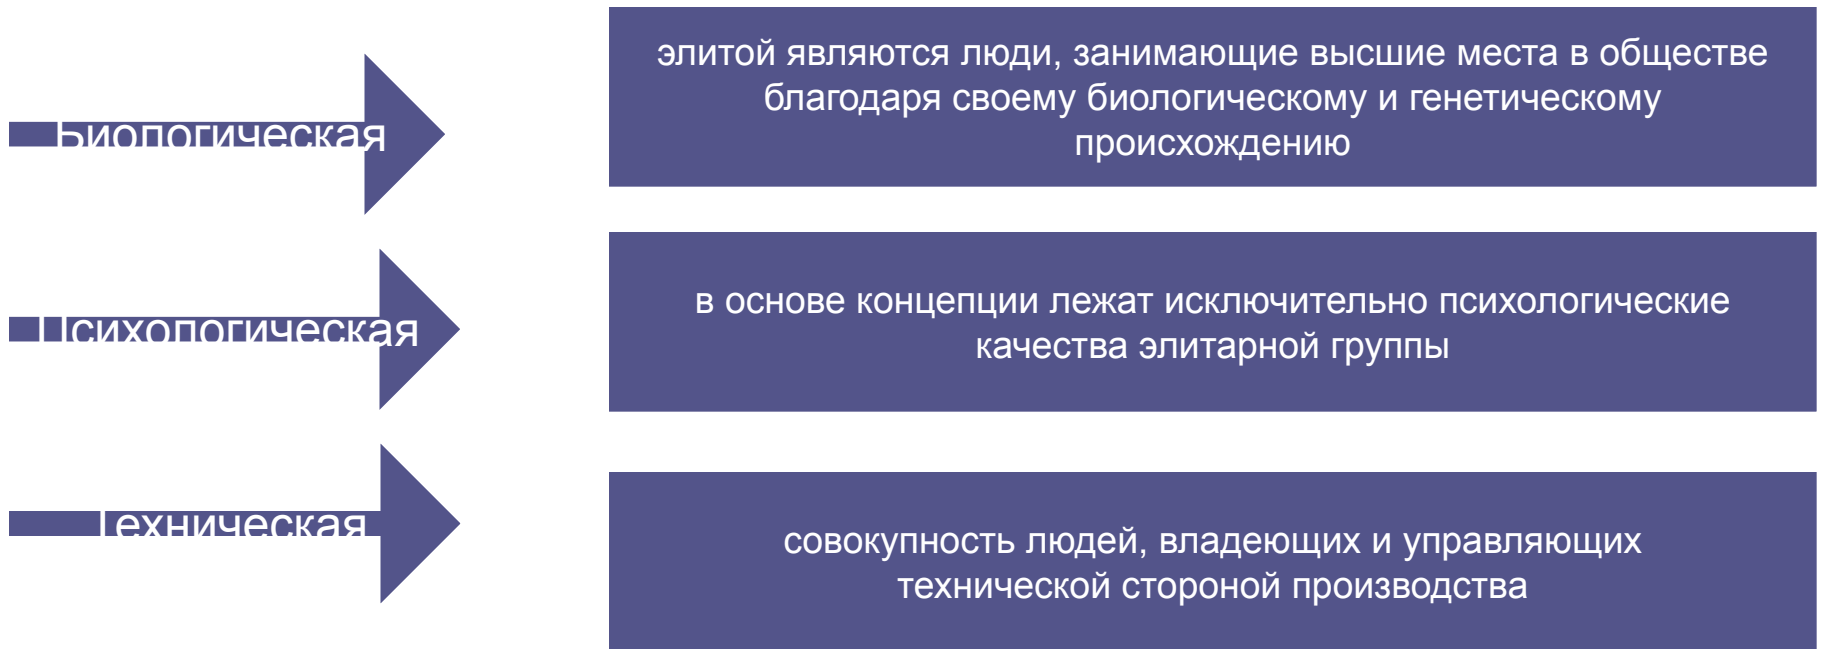 Биологическая
элитой являются люди, занимающие высшие места в обществе
благодаря своему биологическому и генетическому
происхождению
Психологическая
в основе концепции лежат исключительно психологические
качества элитарной группы
Техническая
совокупность людей, владеющих и управляющих
технической стороной производства